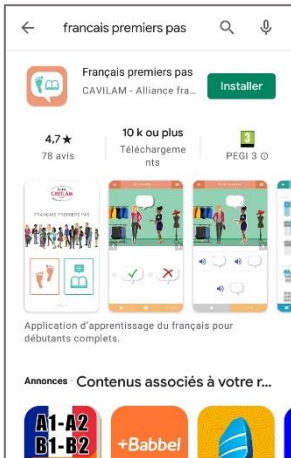 francais premiers pas
Français premiers pas
CAVILAM - Alliance fra...
Installer
4,7★
78 avis
10 k ou plus
Téléchargeme
nts
3
PEGI 3
CAVILAM
FRANÇAIS PREMIERS PAS
Application d'apprentissage du français pour
débutants complets.
Annonces · Contenus associés à votre r...
A1-A2
B1-B2
+Babbel